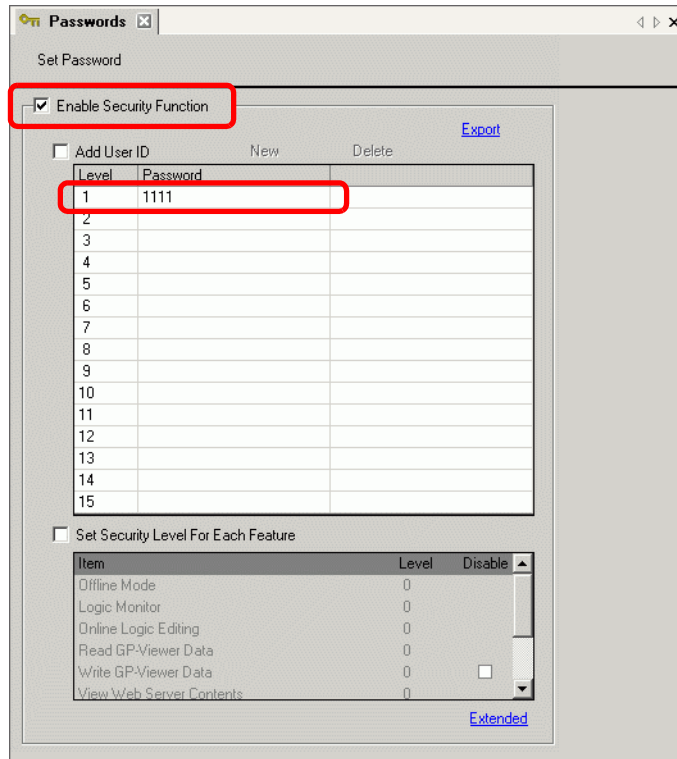 Passwords
Set Password
Enable Security Function
Export
Add User ID New Delete
Level Password
1 1111
2
3
4
5
6
7
8
9
10
11
12
13
14
15
Set Security Level For Each Feature
Item Level Disable
Offline Mode 0
Logic Monitor 0
Online Logic Editing 0
Read GP-Viewer Data 0
Write GP-Viewer Data 0
View Web Server Contents 0
Extended